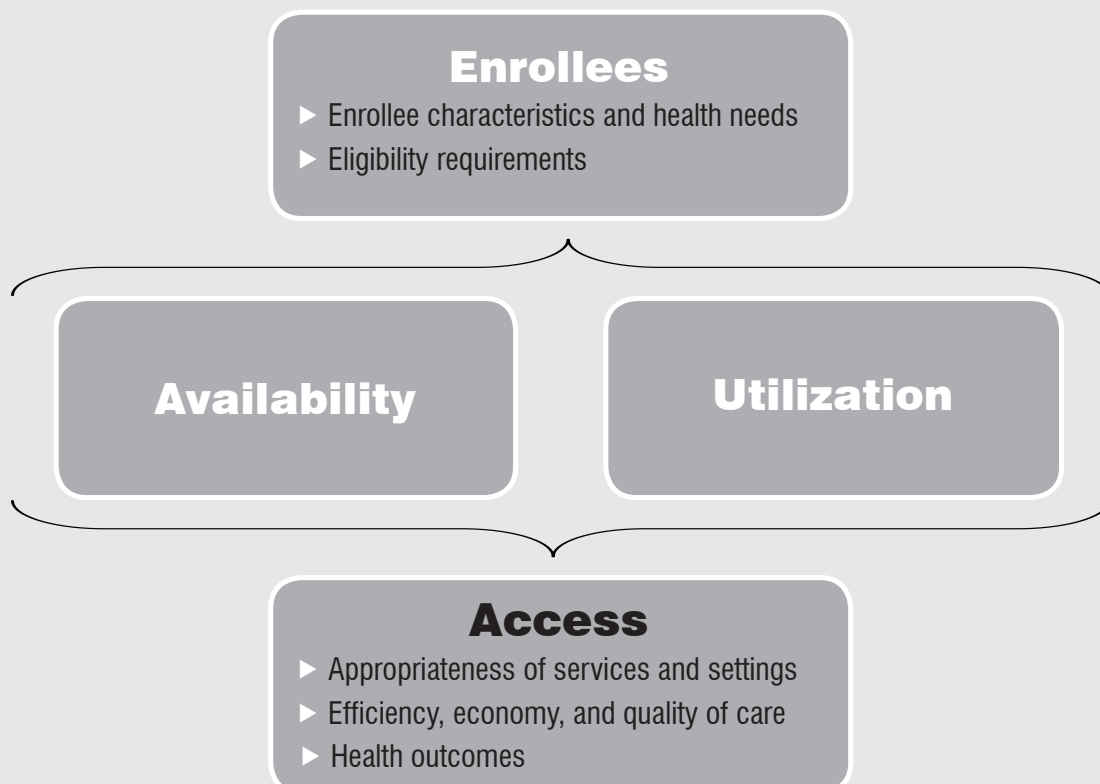 Enrollees
▶ Enrollee characteristics and health needs
▶ Eligibility requirements
Availability
Utilization
Access
▶ Appropriateness of services and settings
▶ Efficiency, economy, and quality of care
▶ Health outcomes